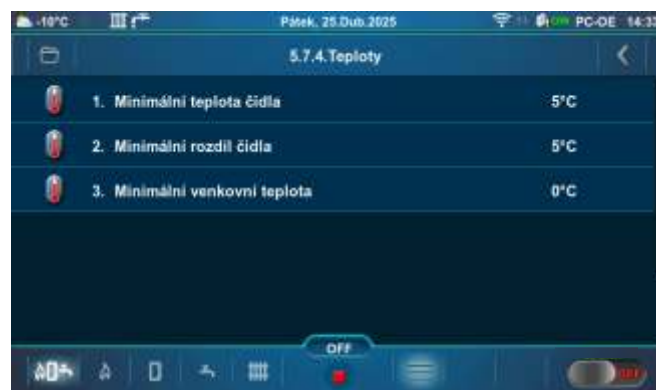 -10°C Pátek, 25.Dub.2025 PC-OE 14:33
5.7.4.Teploty
1. Minimální teplota čidla 5°C
2. Minimální rozdíl čidla 5°C
3. Minimální venkovní teplota 0°C
OFF
OFF